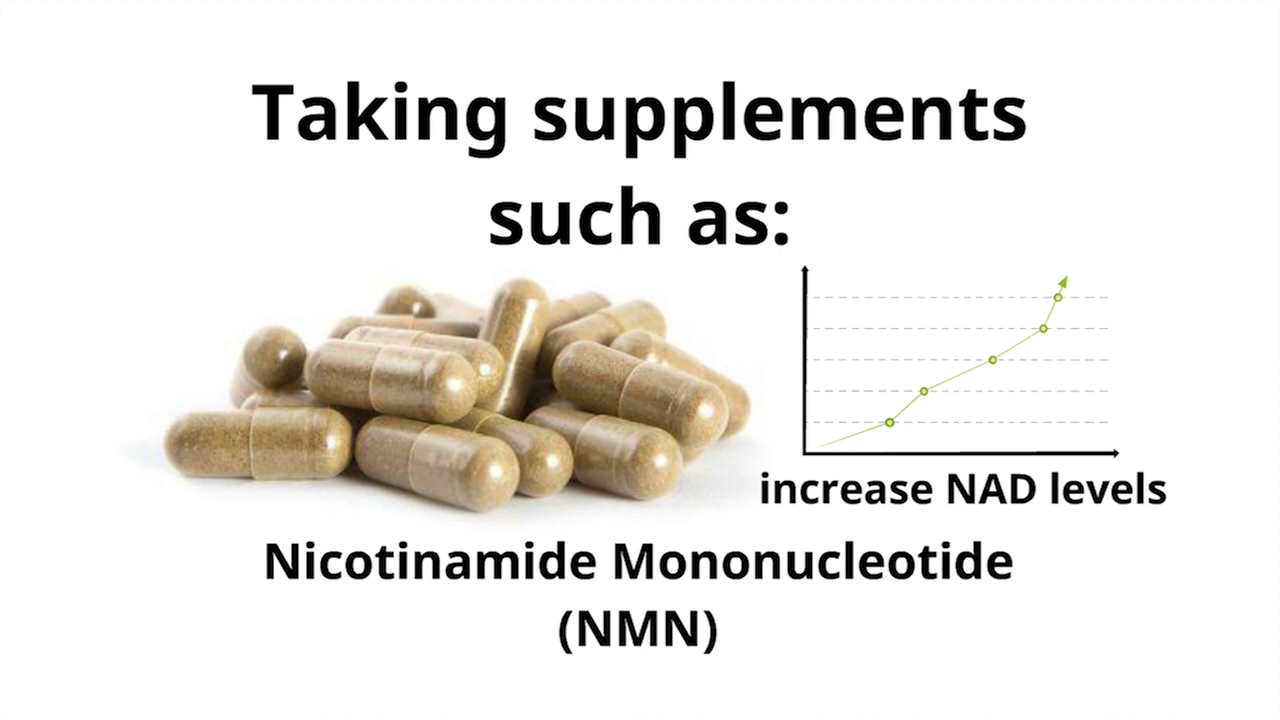 Taking supplements
such as:
increase NAD levels
Nicotinamide Mononucleotide
(NMN)